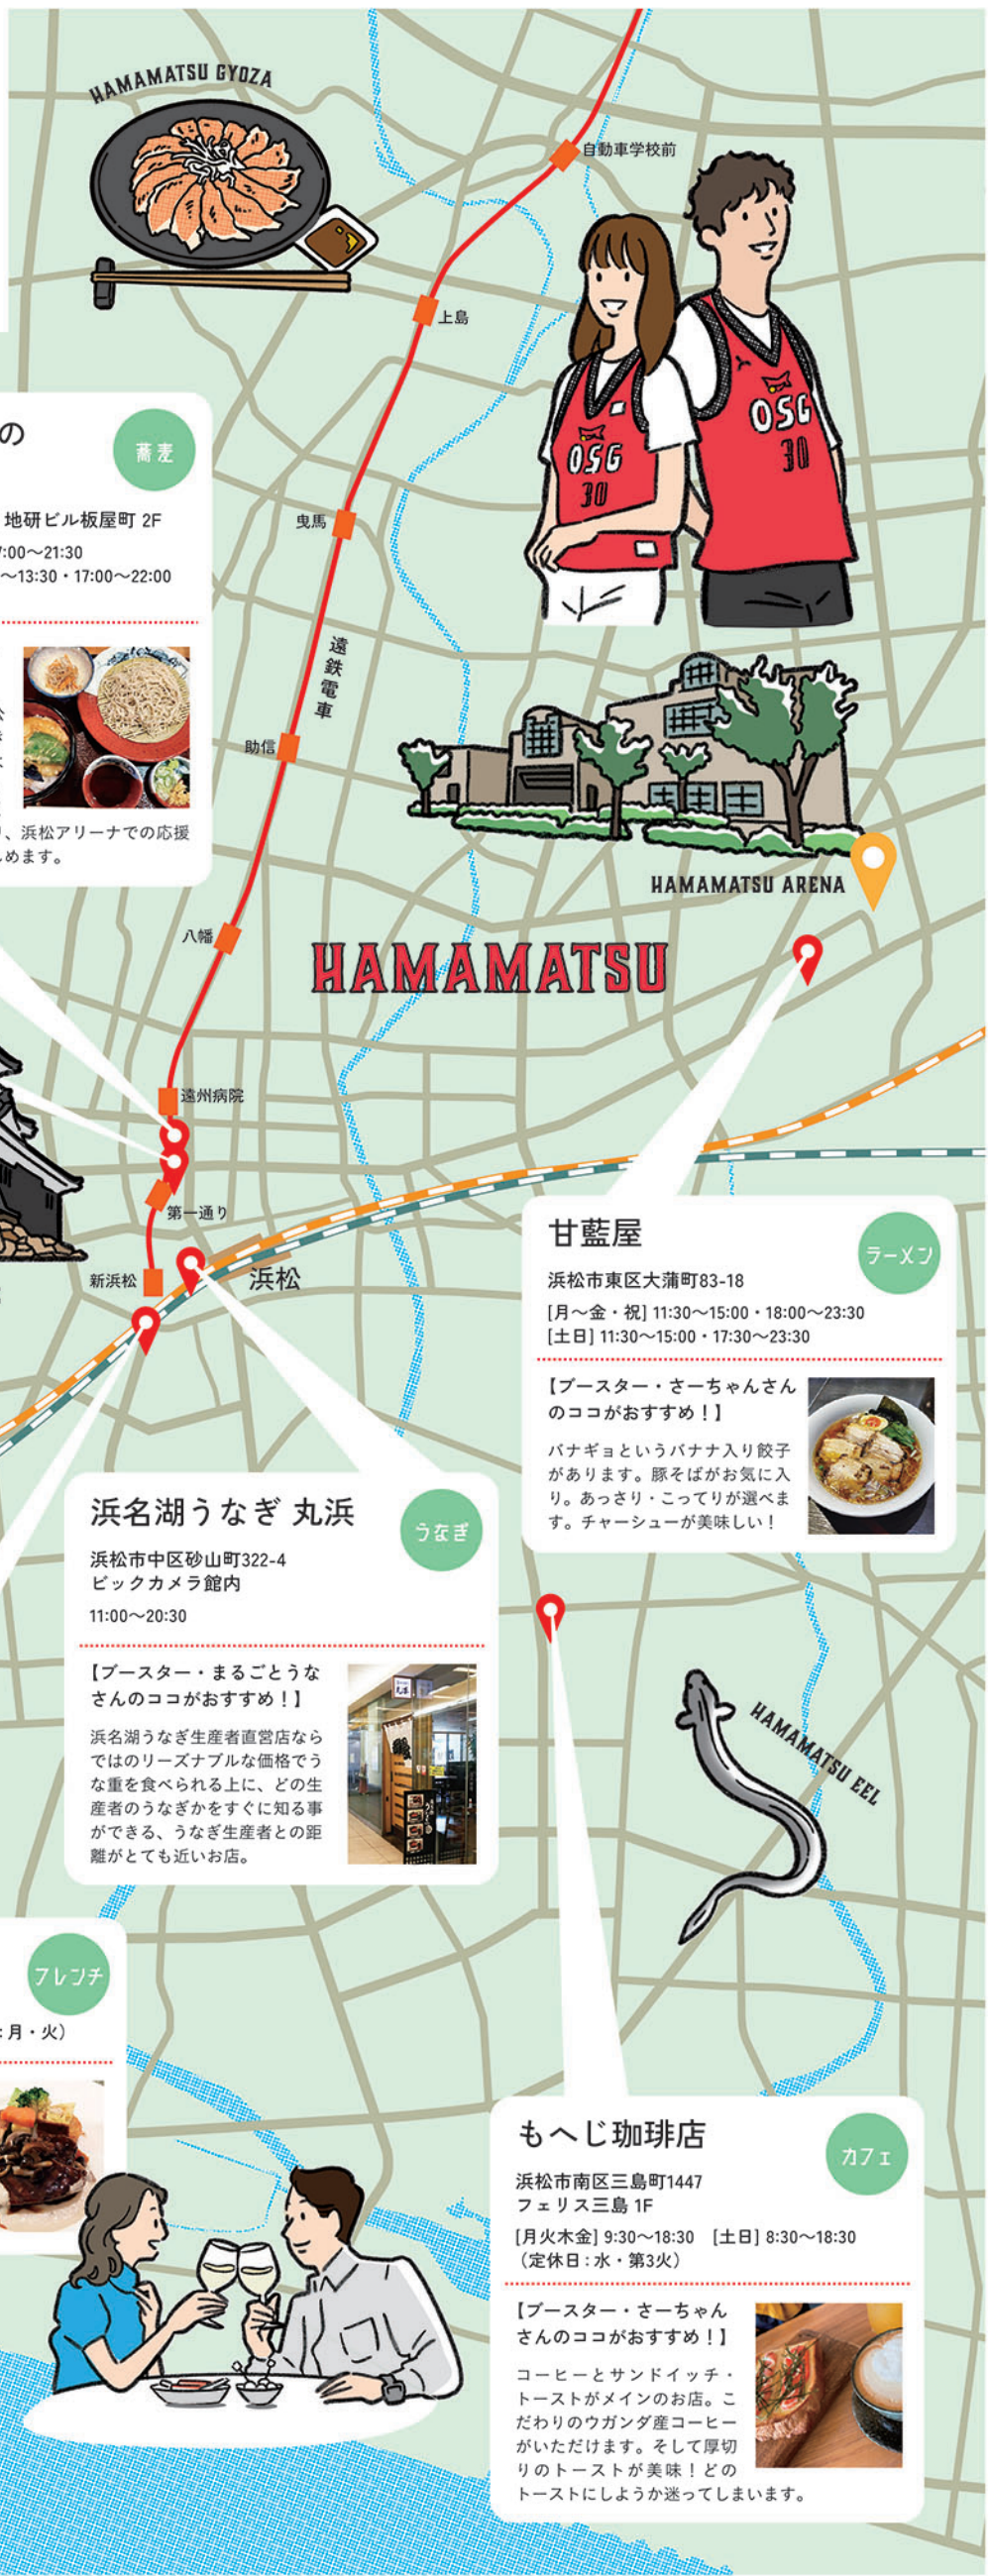 HAMAMATSU GYOZA
自動車学校前
上島
OSG
30
OSG
30
の
蕎麦
地研ビル板屋町 2F
7:00〜21:30
〜13:30・17:00〜22:00
曳馬
遠鉄電車
助信
、浜松アリーナでの応援
めます。
HAMAMATSU ARENA
八幡
HAMAMATSU
遠州病院
第一通り
新浜松
浜松
甘藍屋
ラーメン
浜松市東区大蒲町83-18
[月〜金・祝] 11:30〜15:00・18:00〜23:30
[土日] 11:30〜15:00・17:30〜23:30
【ブースター・さーちゃんさん
のココがおすすめ！】
バナギョというバナナ入り餃子
があります。豚そばがお気に入
り。あっさり・こってりが選べま
す。チャーシューが美味しい！
浜名湖うなぎ 丸浜
うなぎ
浜松市中区砂山町322-4
ビックカメラ館内
11:00〜20:30
【ブースター・まるごとうな
さんのココがおすすめ！】
浜名湖うなぎ生産者直営店なら
ではのリーズナブルな価格でう
な重を食べられる上に、どの生
産者のうなぎかをすぐに知る事
ができる、うなぎ生産者との距
離がとても近いお店。
HAMAMATSU EEL
フレンチ
：月・火）
もへじ珈琲店
カフェ
浜松市南区三島町1447
フェリス三島 1F
[月火木金] 9:30〜18:30　[土日] 8:30〜18:30
（定休日：水・第3火）
【ブースター・さーちゃん
さんのココがおすすめ！】
コーヒーとサンドイッチ・
トーストがメインのお店。こ
だわりのウガンダ産コーヒー
がいただけます。そして厚切
りのトーストが美味！どの
トーストにしようか迷ってしまいます。